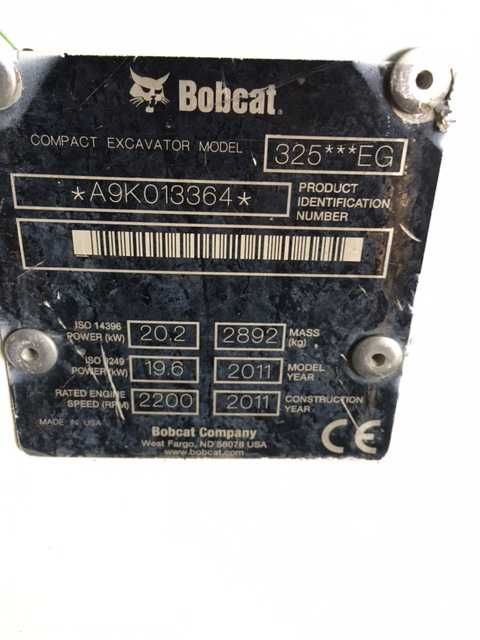 Bobcat®
COMPACT EXCAVATOR MODEL 325***EG
*A9K013364* PRODUCT
IDENTIFICATION
NUMBER
ISO 14396
POWER (kW) 20.2 2892 MASS
(kg)
ISO 9249
POWER (kW) 19.6 2011 MODEL
YEAR
RATED ENGINE
SPEED (RPM) 2200 2011 CONSTRUCTION
YEAR
MADE IN USA
Bobcat Company
West Fargo, ND 58078 USA
www.bobcat.com
CE